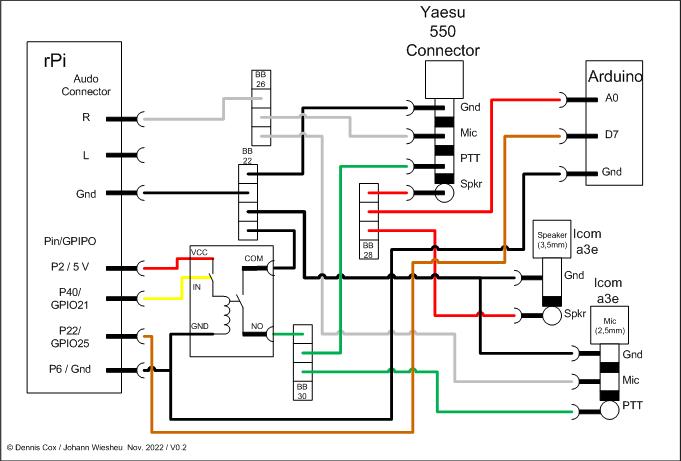 Yaesu
550
Connector
rPi
Audo
Connector
R
L
Gnd
Pin/GPIPO
P2 / 5 V
P40/
GPIO21
P22/
GPIO25
P6 / Gnd
BB
26
BB
22
VCC
IN
GND
COM
NO
BB
28
BB
30
Gnd
Mic
PTT
Spkr
Arduino
A0
D7
Gnd
Speaker
(3,5mm)
Icom
a3e
Gnd
Spkr
Icom
a3e
Mic
(2,5mm)
Gnd
Mic
PTT
© Dennis Cox / Johann Wiesheu Nov. 2022 / V0.2